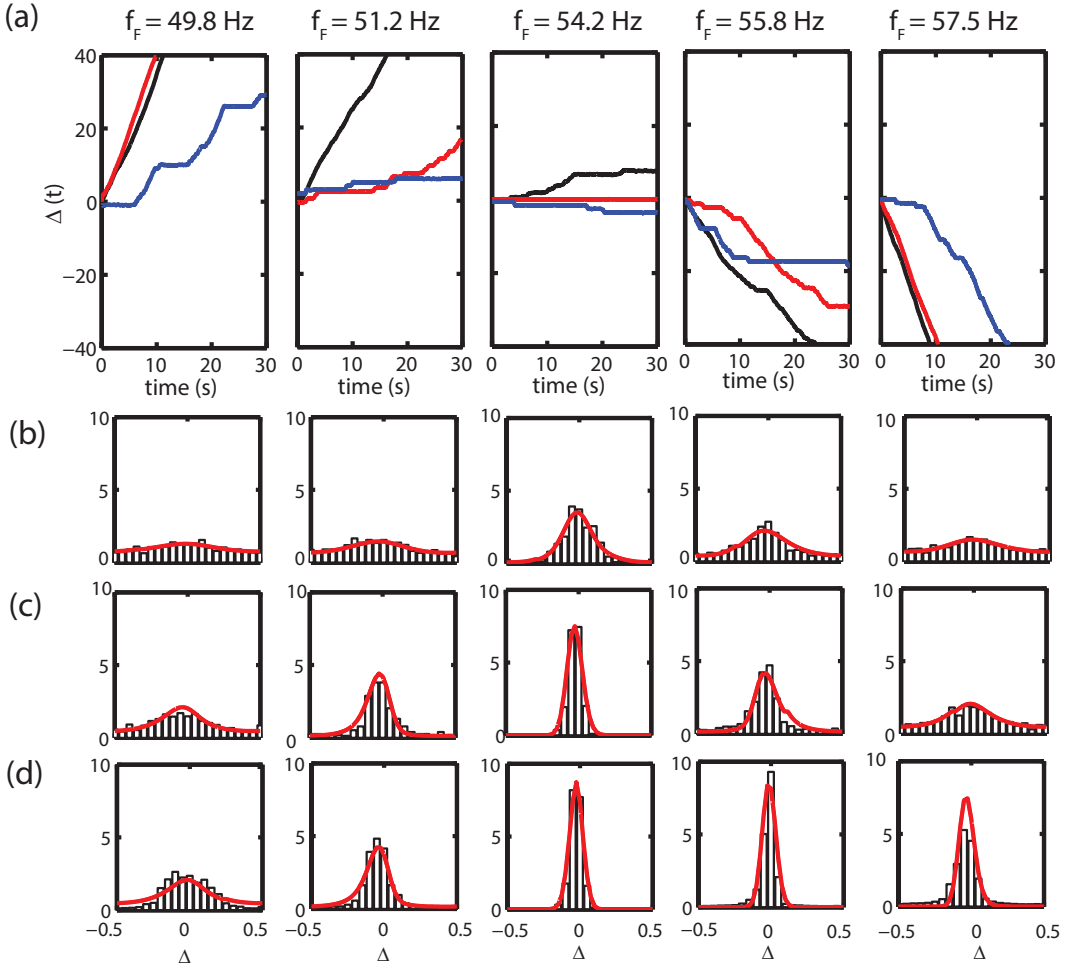 (a)
f_F = 49.8 Hz
f_F = 51.2 Hz
f_F = 54.2 Hz
f_F = 55.8 Hz
f_F = 57.5 Hz
Δ (t)
40
20
0
−20
−40
0 10 20 30
0 10 20 30
0 10 20 30
0 10 20 30
0 10 20 30
time (s)
time (s)
time (s)
time (s)
time (s)
(b)
10
5
0
10
5
0
10
5
0
10
5
0
10
5
0
(c)
10
5
0
10
5
0
10
5
0
10
5
0
10
5
0
(d)
10
5
0
10
5
0
10
5
0
10
5
0
10
5
0
−0.5 0 0.5
−0.5 0 0.5
−0.5 0 0.5
−0.5 0 0.5
−0.5 0 0.5
Δ
Δ
Δ
Δ
Δ